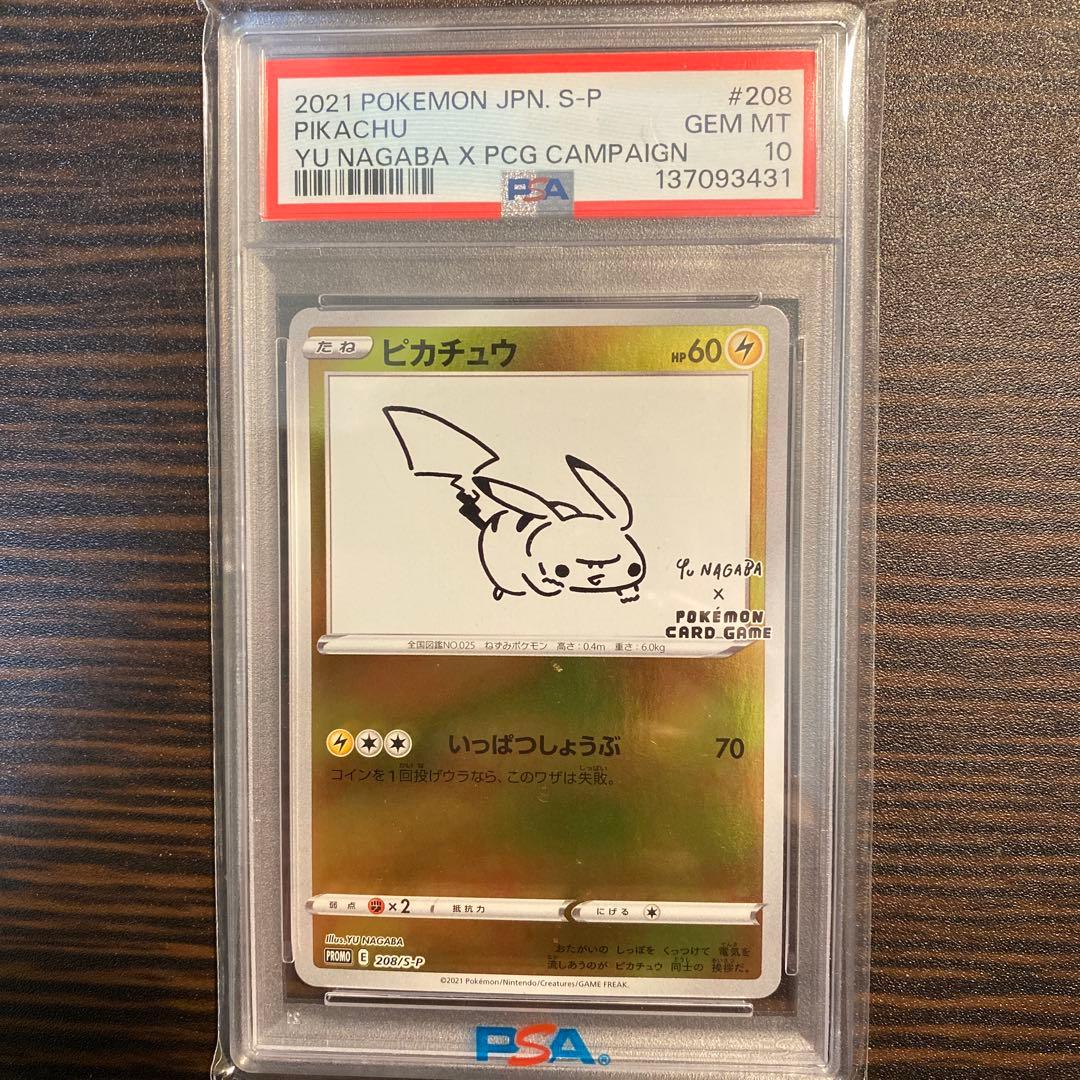 2021 POKEMON JPN. S-P #208
PIKACHU GEM MT
YU NAGABA X PCG CAMPAIGN 10
PSA 137093431
たね ピカチュウ HP60
YU NAGABA
X
POKÉMON
CARD GAME
全国図鑑NO.025 ねずみポケモン 高さ:0.4m 重さ:6.0kg
いっぱつしょうぶ 70
コインを1回投げウラなら、このワザは失敗。
弱点 ×2 抵抗力 にげる
Illus. YU NAGABA
PROMO E 208/S-P
おたがいの しっぽを くっつけて 電気を
流しあうのが ピカチュウ 同士の 挨拶だ。
©2021 Pokémon/Nintendo/Creatures/GAME FREAK.
PSA®